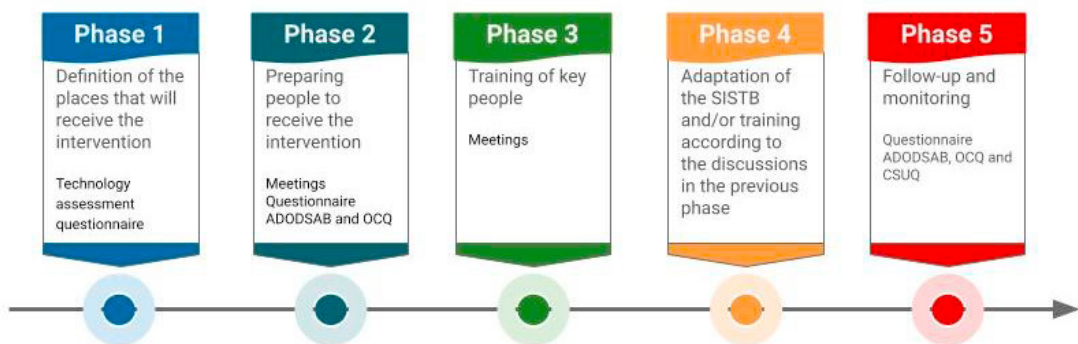 Phase 1
Definition of the
places that will
receive the
intervention
Technology
assessment
questionnaire
Phase 2
Preparing
people to
receive the
intervention
Meetings
Questionnaire
ADODSAB and OCQ
Phase 3
Training of key
people
Meetings
Phase 4
Adaptation of
the SISTB
and/or training
according to
the discussions
in the previous
phase
Phase 5
Follow-up and
monitoring
Questionnaire
ADODSAB, OCQ and
CSUQ